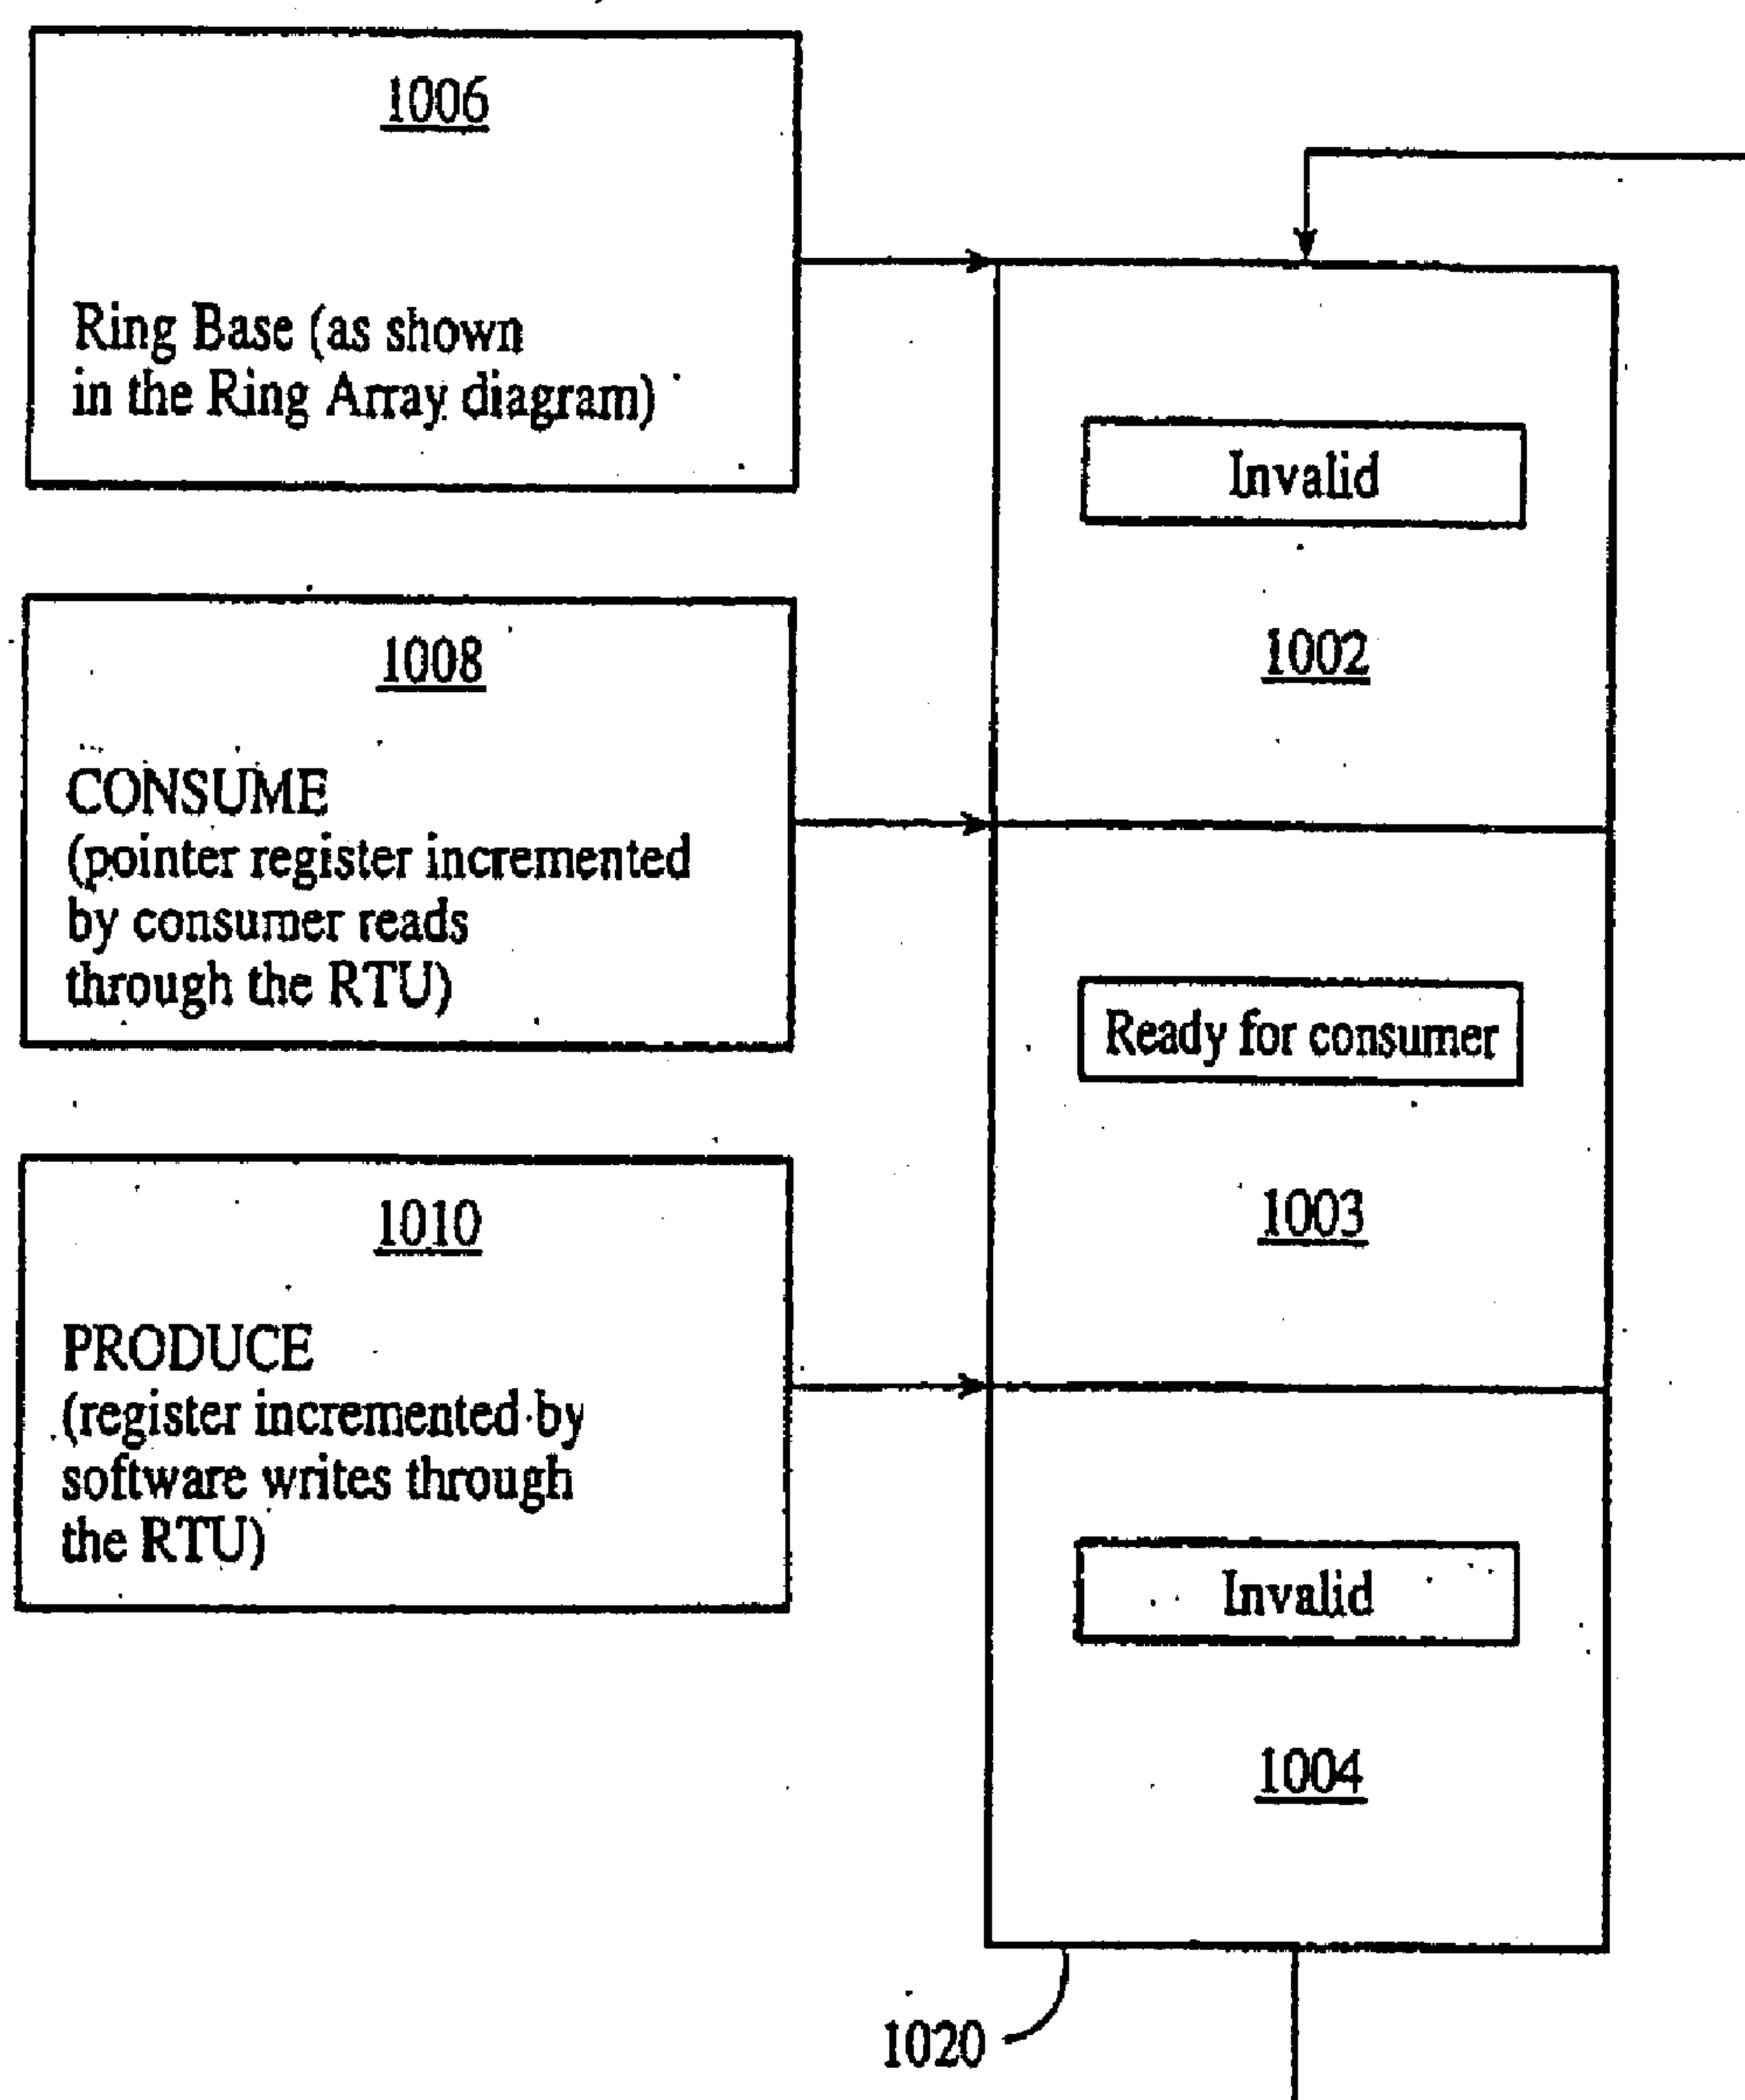 1006
Ring Base (as shown
in the Ring Array diagram)
1008
CONSUME
(pointer register incremented
by consumer reads
through the RTU)
1010
PRODUCE
(register incremented by
software writes through
the RTU)
Invalid
1002
Ready for consumer
1003
Invalid
1004
1020